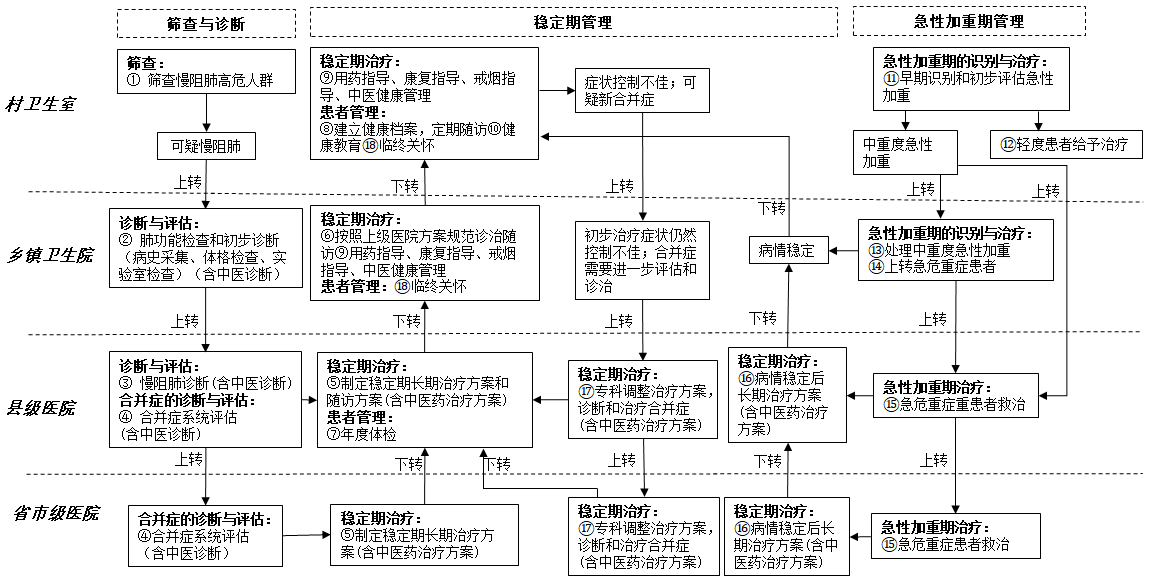 筛查与诊断
稳定期管理
急性加重期管理
村卫生室
筛查：
① 筛查慢阻肺高危人群
可疑慢阻肺
上转
稳定期治疗：
⑨用药指导、康复指导、戒烟指
导、中医健康管理
患者管理：
⑧建立健康档案，定期随访⑩健
康教育⑱临终关怀
下转
症状控制不佳；可
疑新合并症
上转
急性加重期的识别与治疗：
⑪早期识别和初步评估急性
加重
中重度急性
加重
⑫轻度患者给予治疗
上转
上转
下转
乡镇卫生院
诊断与评估：
② 肺功能检查和初步诊断
（病史采集、体格检查、实
验室检查）（含中医诊断）
上转
稳定期治疗：
⑥按照上级医院方案规范诊治随
访⑨用药指导、康复指导、戒烟
指导、中医健康管理
患者管理：⑱临终关怀
下转
初步治疗症状仍然
控制不佳；合并症
需要进一步评估和
诊治
上转
病情稳定
下转
急性加重期的识别与治疗：
⑬处理中重度急性加重
⑭上转急危重症患者
上转
县级医院
诊断与评估：
③ 慢阻肺诊断(含中医诊断)
合并症的诊断与评估：
④ 合并症系统评估
(含中医诊断)
上转
稳定期治疗：
⑤制定稳定期长期治疗方案和
随访方案(含中医药治疗方案)
患者管理：
⑦年度体检
下转
下转
稳定期治疗：
⑰专科调整治疗方案，
诊断和治疗合并症
(含中医药治疗方案)
上转
稳定期治疗：
⑯病情稳定后
长期治疗方案
(含中医药治疗
方案)
下转
急性加重期治疗：
⑮急危重症重患者救治
上转
省市级医院
合并症的诊断与评估：
④合并症系统评估
（含中医诊断）
稳定期治疗：
⑤制定稳定期长期治疗方
案(含中医药治疗方案)
稳定期治疗：
⑰专科调整治疗方案，
诊断和治疗合并症
(含中医药治疗方案)
稳定期治疗：
⑯病情稳定后长
期治疗方案(含中
医药治疗方案)
急性加重期治疗：
⑮急危重症患者救治